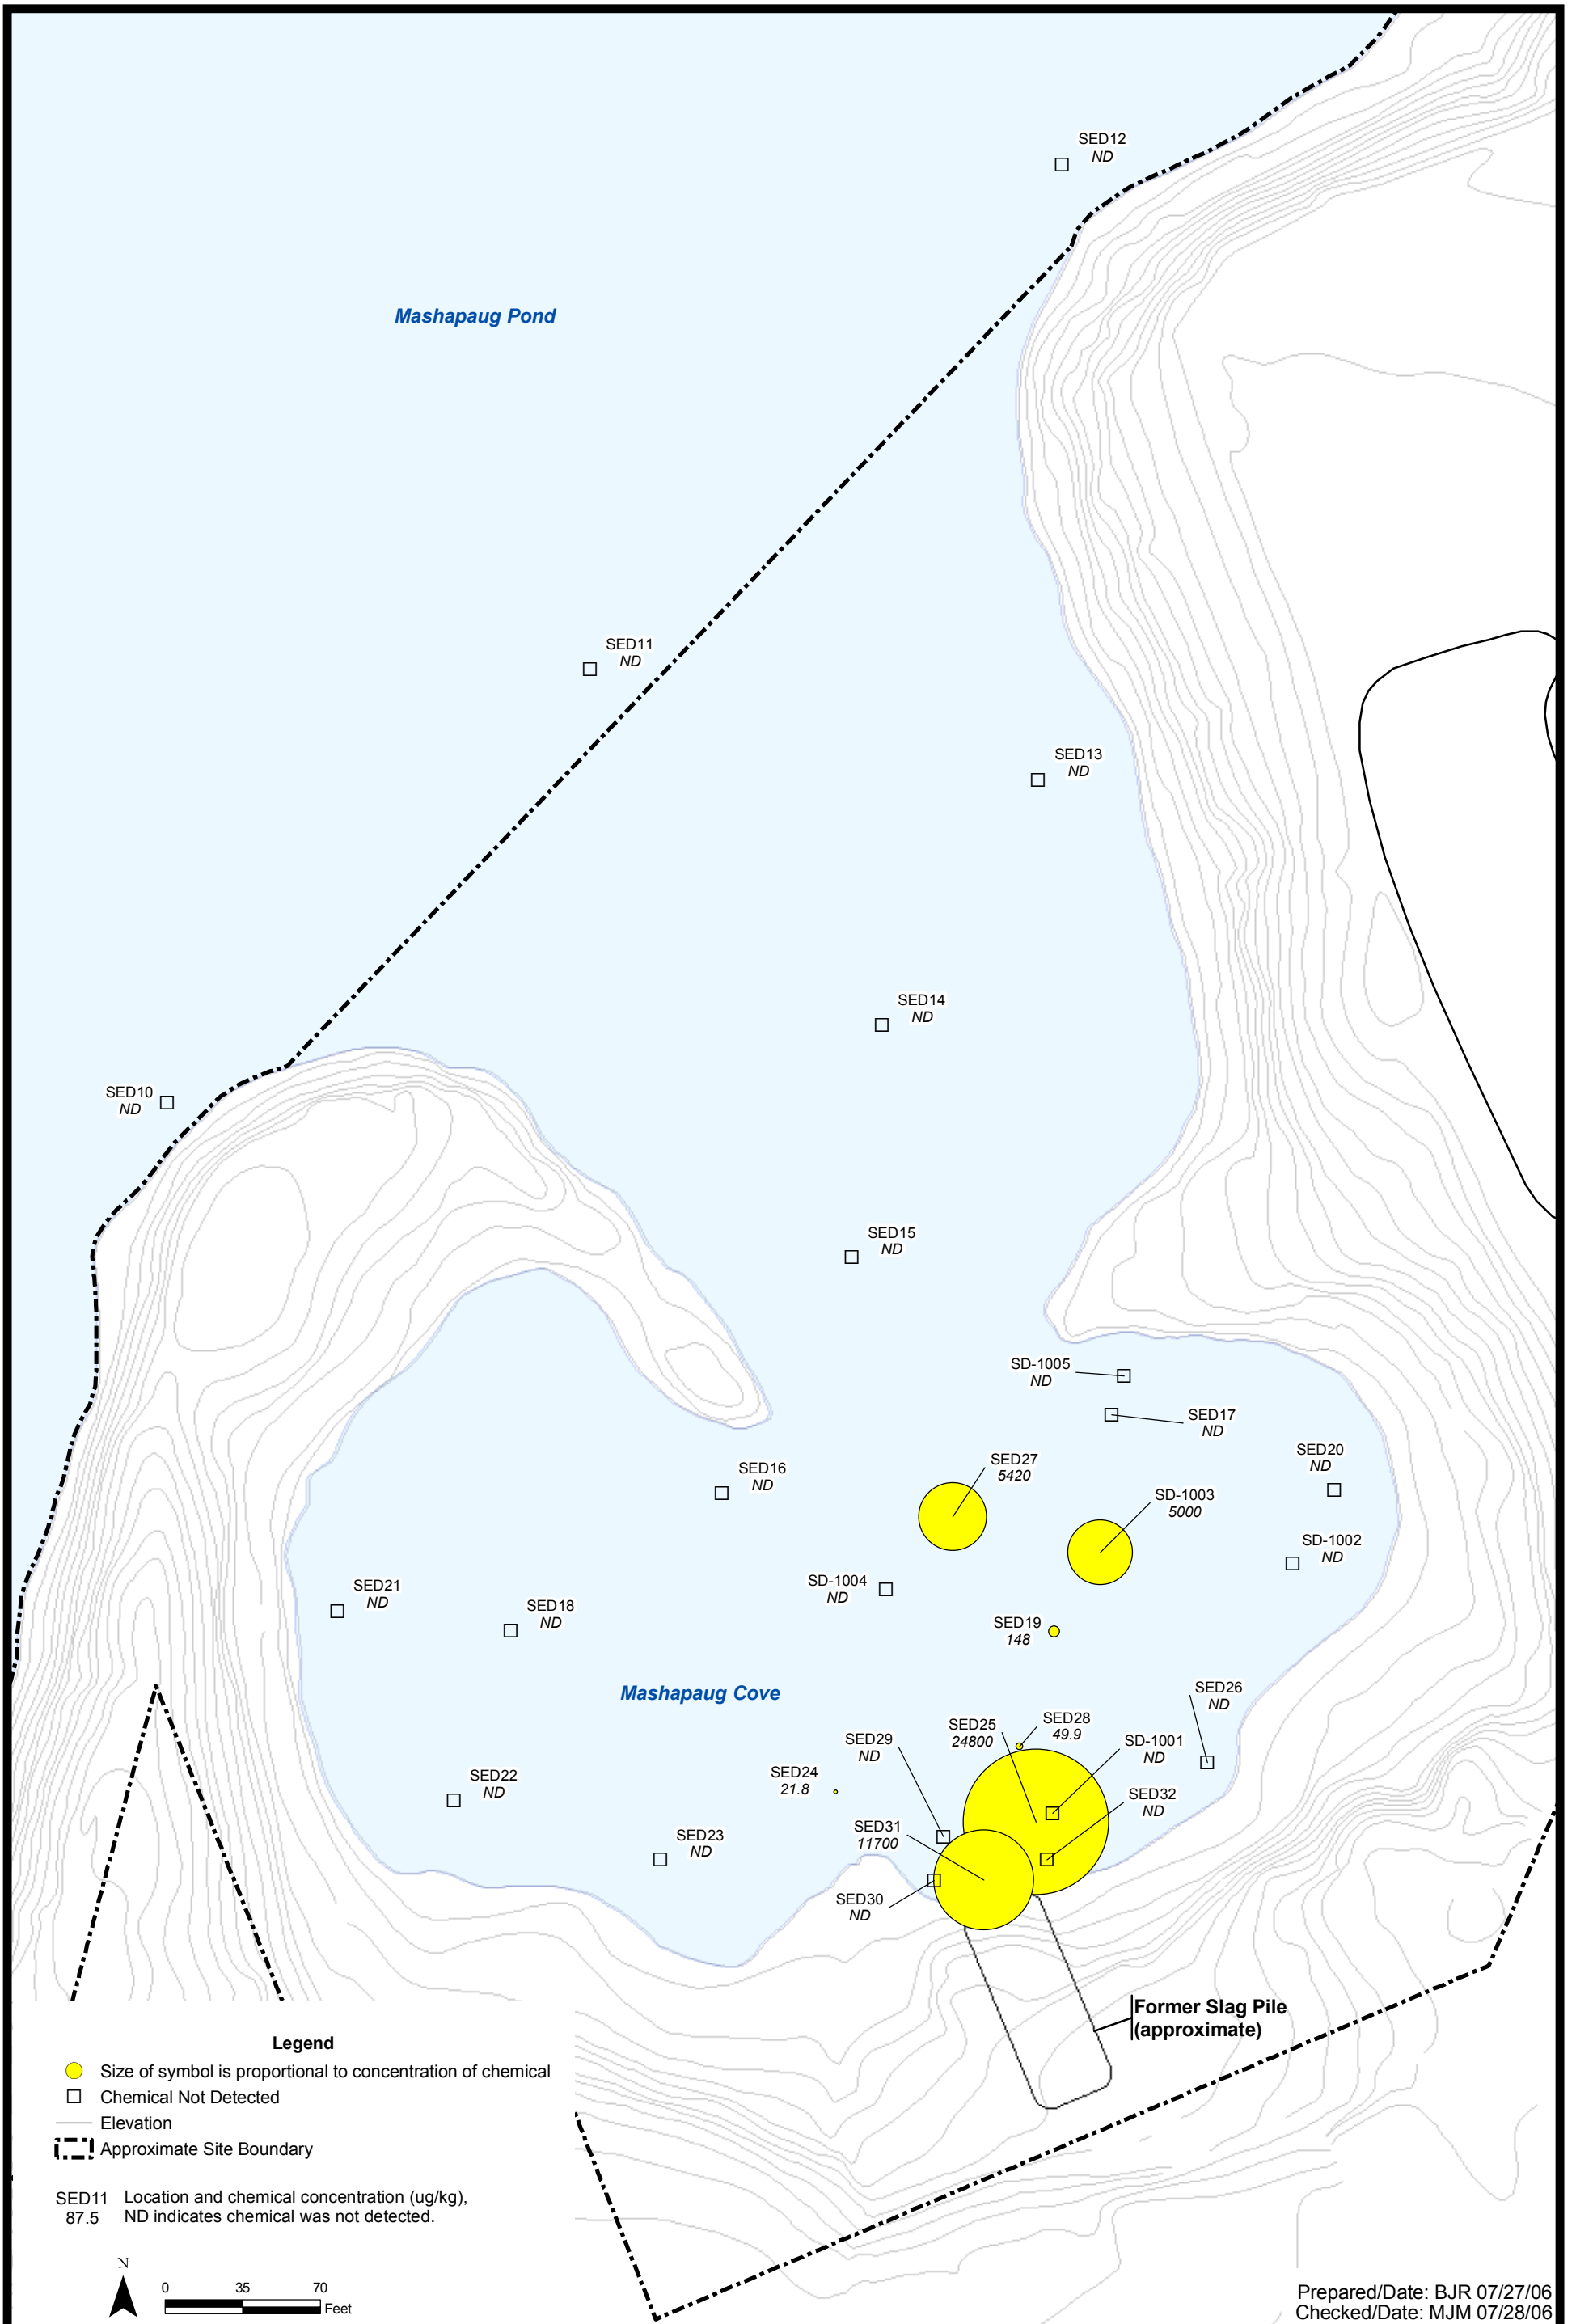 SED12
ND
Mashapaug Pond
SED11
ND
SED13
ND
SED14
ND
SED10
ND
SED15
ND
SD-1005
ND
SED17
ND
SED20
ND
SED27
5420
SED16
ND
SD-1003
5000
SD-1002
ND
SED21
ND
SD-1004
ND
SED18
ND
SED19
148
Mashapaug Cove
SED26
ND
SED28
49.9
SED25
24800
SED29
ND
SD-1001
ND
SED24
21.8
SED22
ND
SED32
ND
SED31
11700
SED23
ND
SED30
ND
Former Slag Pile
(approximate)
Legend
Size of symbol is proportional to concentration of chemical
Chemical Not Detected
Elevation
Approximate Site Boundary
SED11 Location and chemical concentration (ug/kg),
87.5 ND indicates chemical was not detected.
N
0 35 70
Feet
Prepared/Date: BJR 07/27/06
Checked/Date: MJM 07/28/06